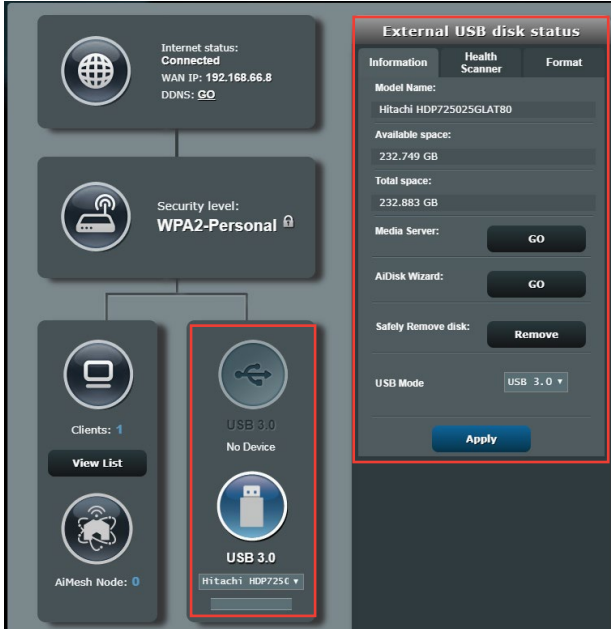 Internet status:
Connected
WAN IP: 192.168.66.8
DDNS: GO
Security level:
WPA2-Personal
Clients: 1
View List
AiMesh Node: 0
USB 3.0
No Device
USB 3.0
Hitachi HDP725C
External USB disk status
Information
Health
Scanner
Format
Model Name:
Hitachi HDP725025GLAT80
Available space:
232.749 GB
Total space:
232.883 GB
Media Server:
GO
AiDisk Wizard:
GO
Safely Remove disk:
Remove
USB Mode
USB 3.0
Apply